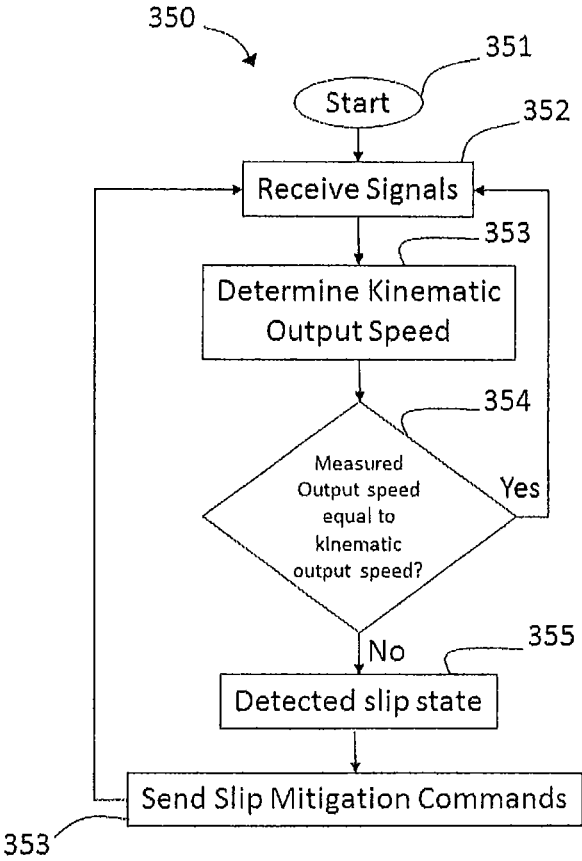 350
351
Start
352
Receive Signals
353
Determine Kinematic
Output Speed
354
Measured
Output speed
equal to
kinematic
output speed?
Yes
No
355
Detected slip state
Send Slip Mitigation Commands
353